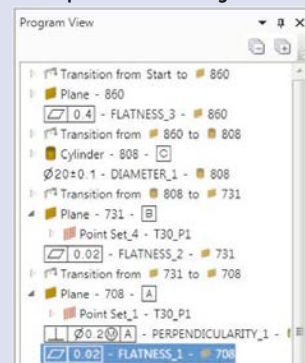 Program View
Transition from Start to 860
Plane - 860
0.4 - FLATNESS_3 - 860
Transition from 860 to 808
Cylinder - 808 - C
Ø20±0.1 - DIAMETER_1 - 808
Transition from 808 to 731
Plane - 731 - B
Point Set_4 - T30_P1
0.02 - FLATNESS_2 - 731
Transition from 731 to 708
Plane - 708 - A
Point Set_1 - T30_P1
⊥ Ø0.2 Ⓜ A - PERPENDICULARITY_1 -
0.02 - FLATNESS_1 - 708